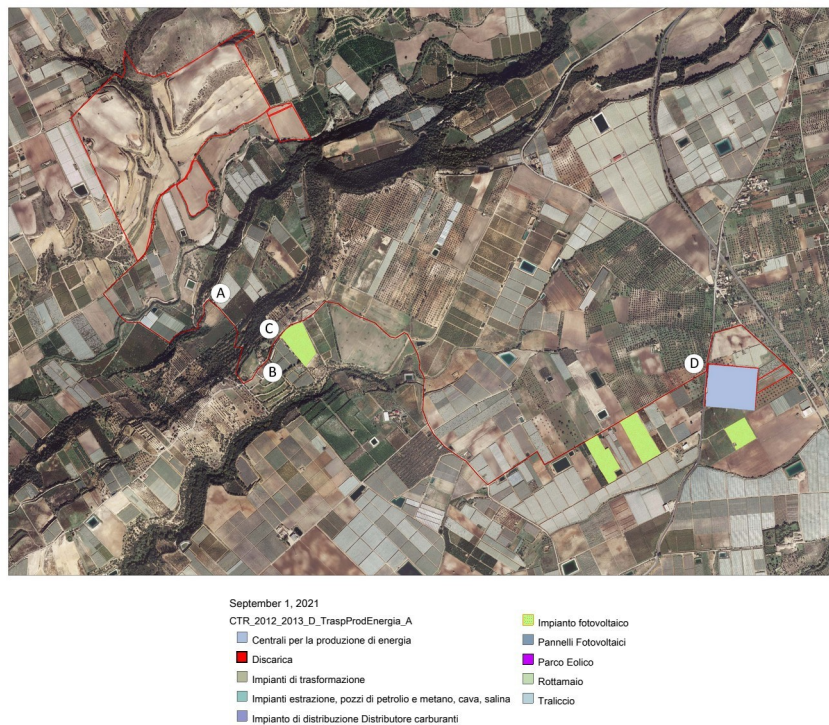 A
C
B
D
September 1, 2021
CTR_2012_2013_D_TraspProdEnergia_A
Centrali per la produzione di energia
Discarica
Impianti di trasformazione
Impianti estrazione, pozzi di petrolio e metano, cava, salina
Impianto di distribuzione Distributore carburanti
Impianto fotovoltaico
Pannelli Fotovoltaici
Parco Eolico
Rottamaio
Traliccio